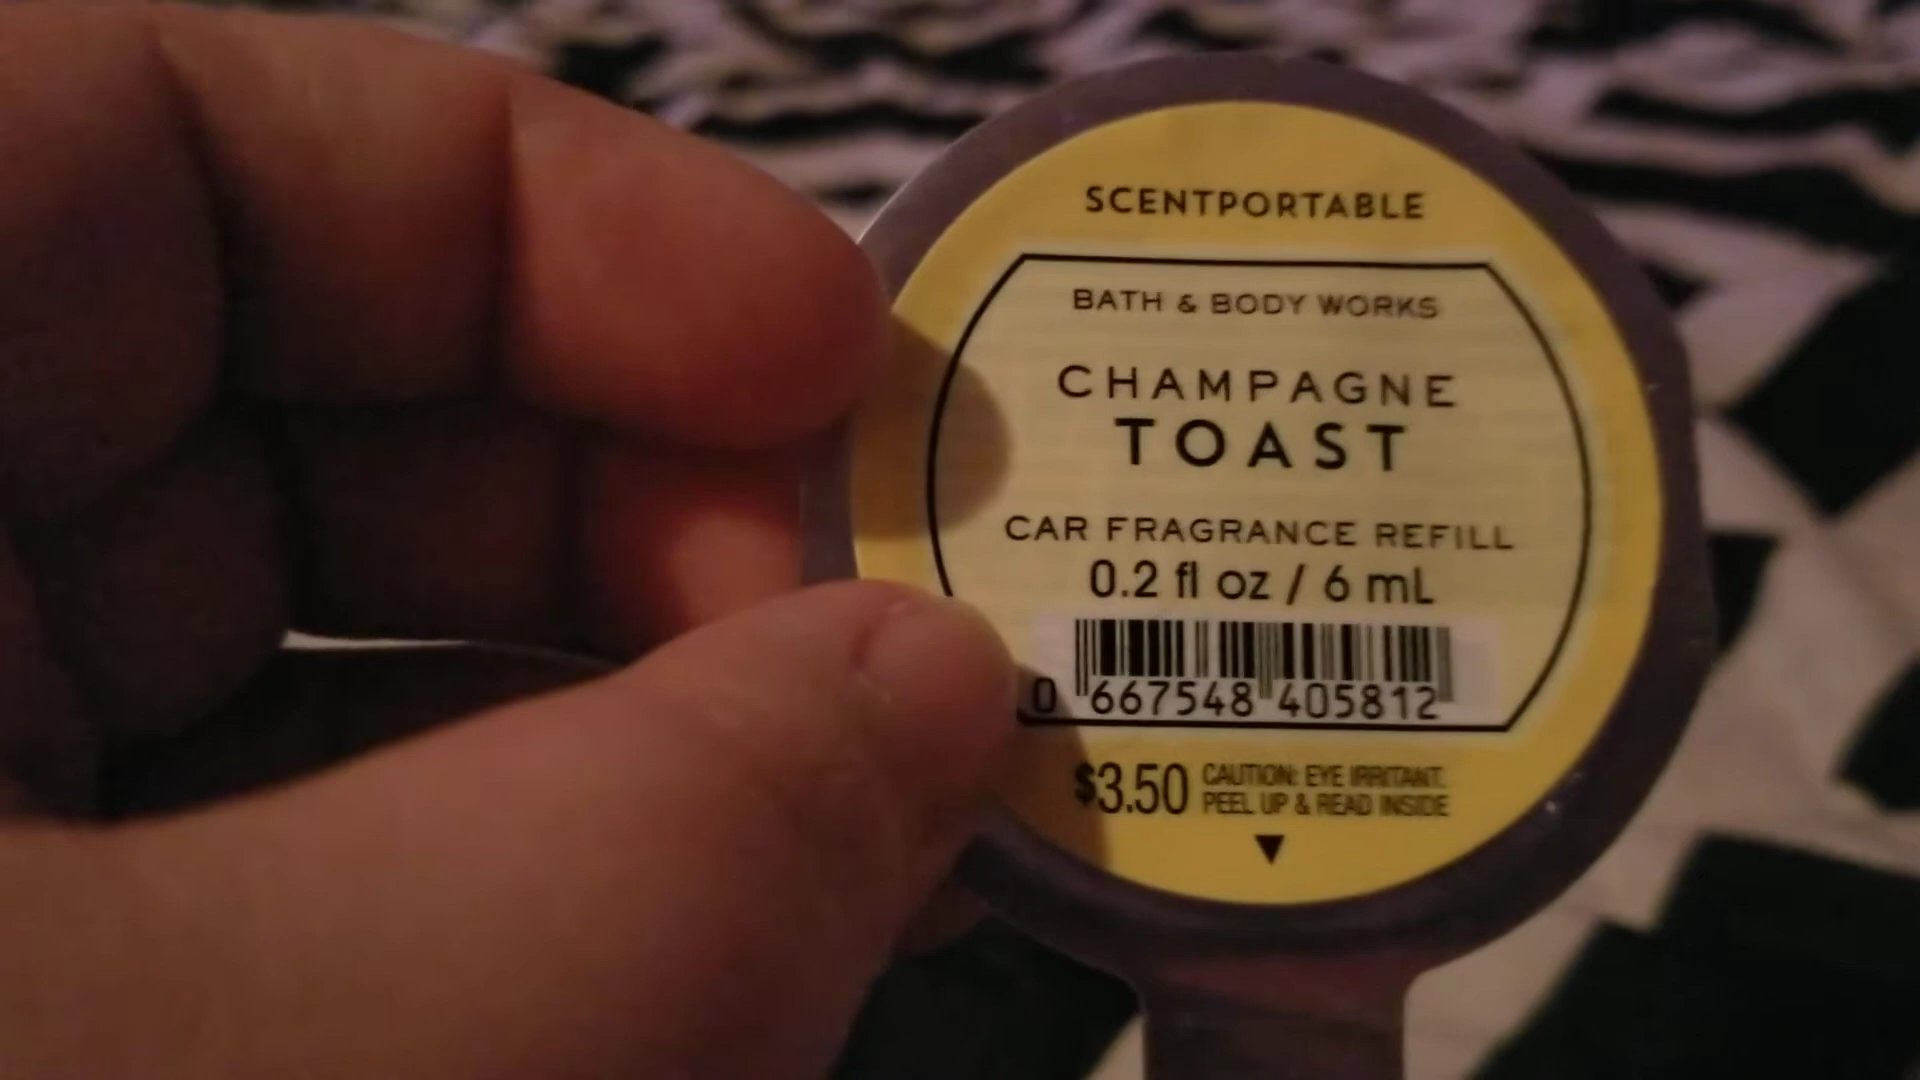 SCENTPORTABLE
BATH & BODY WORKS
CHAMPAGNE
TOAST
CAR FRAGRANCE REFILL
0.2 fl oz / 6 mL
0 667548 405812
$3.50 CAUTION: EYE IRRITANT.
PEEL UP & READ INSIDE